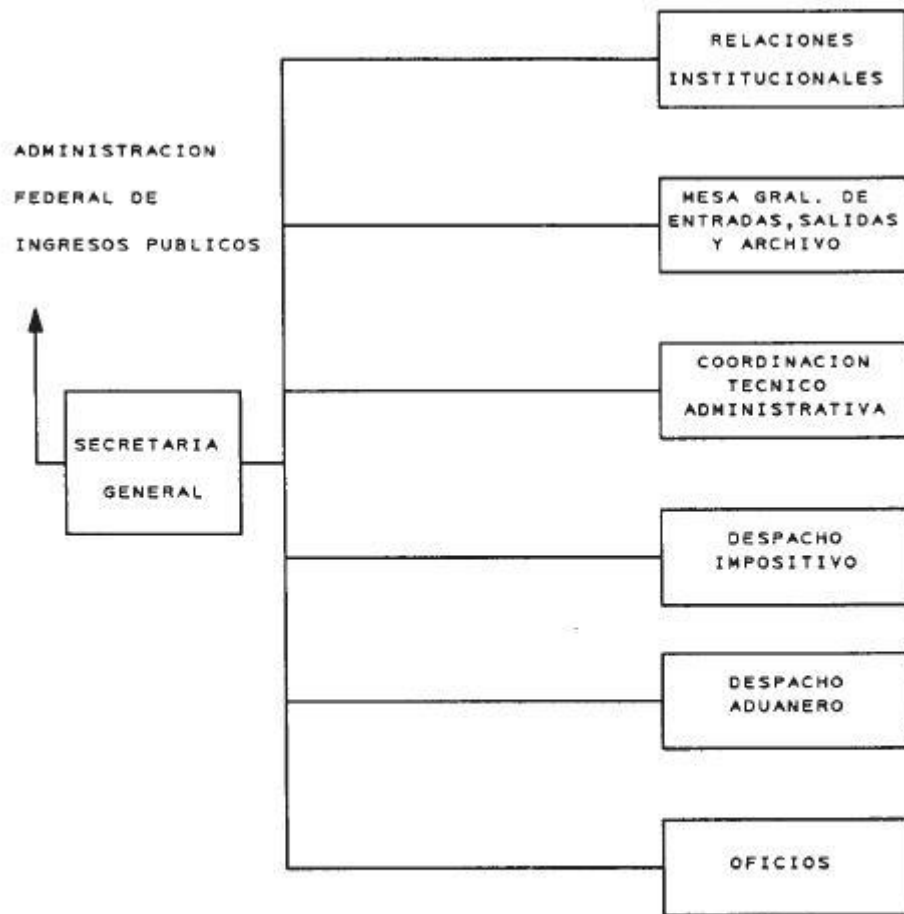 ADMINISTRACION
FEDERAL DE
INGRESOS PUBLICOS
SECRETARIA
GENERAL
RELACIONES
INSTITUCIONALES
MESA GRAL. DE
ENTRADAS, SALIDAS
Y ARCHIVO
COORDINACION
TECNICO
ADMINISTRATIVA
DESPACHO
IMPOSITIVO
DESPACHO
ADUANERO
OFICIOS